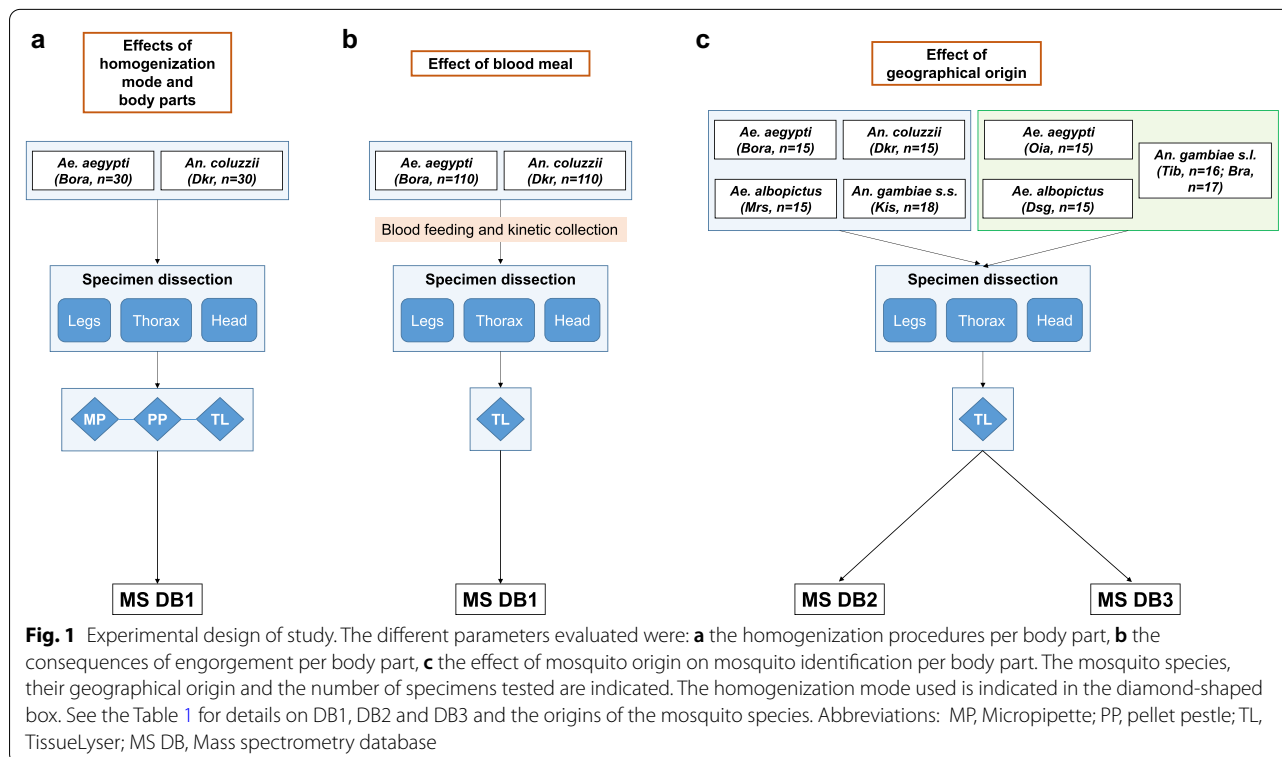 a
Effects of
homogenization
mode and
body parts
Ae. aegypti
(Bora, n=30)
An. coluzzii
(Dkr, n=30)
Specimen dissection
Legs
Thorax
Head
MP
PP
TL
MS DB1
b
Effect of blood meal
Ae. aegypti
(Bora, n=110)
An. coluzzii
(Dkr, n=110)
Blood feeding and kinetic collection
Specimen dissection
Legs
Thorax
Head
TL
MS DB1
c
Effect of
geographical origin
Ae. aegypti
(Bora, n=15)
An. coluzzii
(Dkr, n=15)
Ae. albopictus
(Mrs, n=15)
An. gambiae s.s.
(Kis, n=18)
Ae. aegypti
(Oia, n=15)
Ae. albopictus
(Dsg, n=15)
An. gambiae s.l.
(Tib, n=16; Bra,
n=17)
Specimen dissection
Legs
Thorax
Head
TL
MS DB2
MS DB3
Fig. 1 Experimental design of study. The different parameters evaluated were: a the homogenization procedures per body part, b the
consequences of engorgement per body part, c the effect of mosquito origin on mosquito identification per body part. The mosquito species,
their geographical origin and the number of specimens tested are indicated. The homogenization mode used is indicated in the diamond-shaped
box. See the Table 1 for details on DB1, DB2 and DB3 and the origins of the mosquito species. Abbreviations: MP, Micropipette; PP, pellet pestle; TL,
TissueLyser; MS DB, Mass spectrometry database